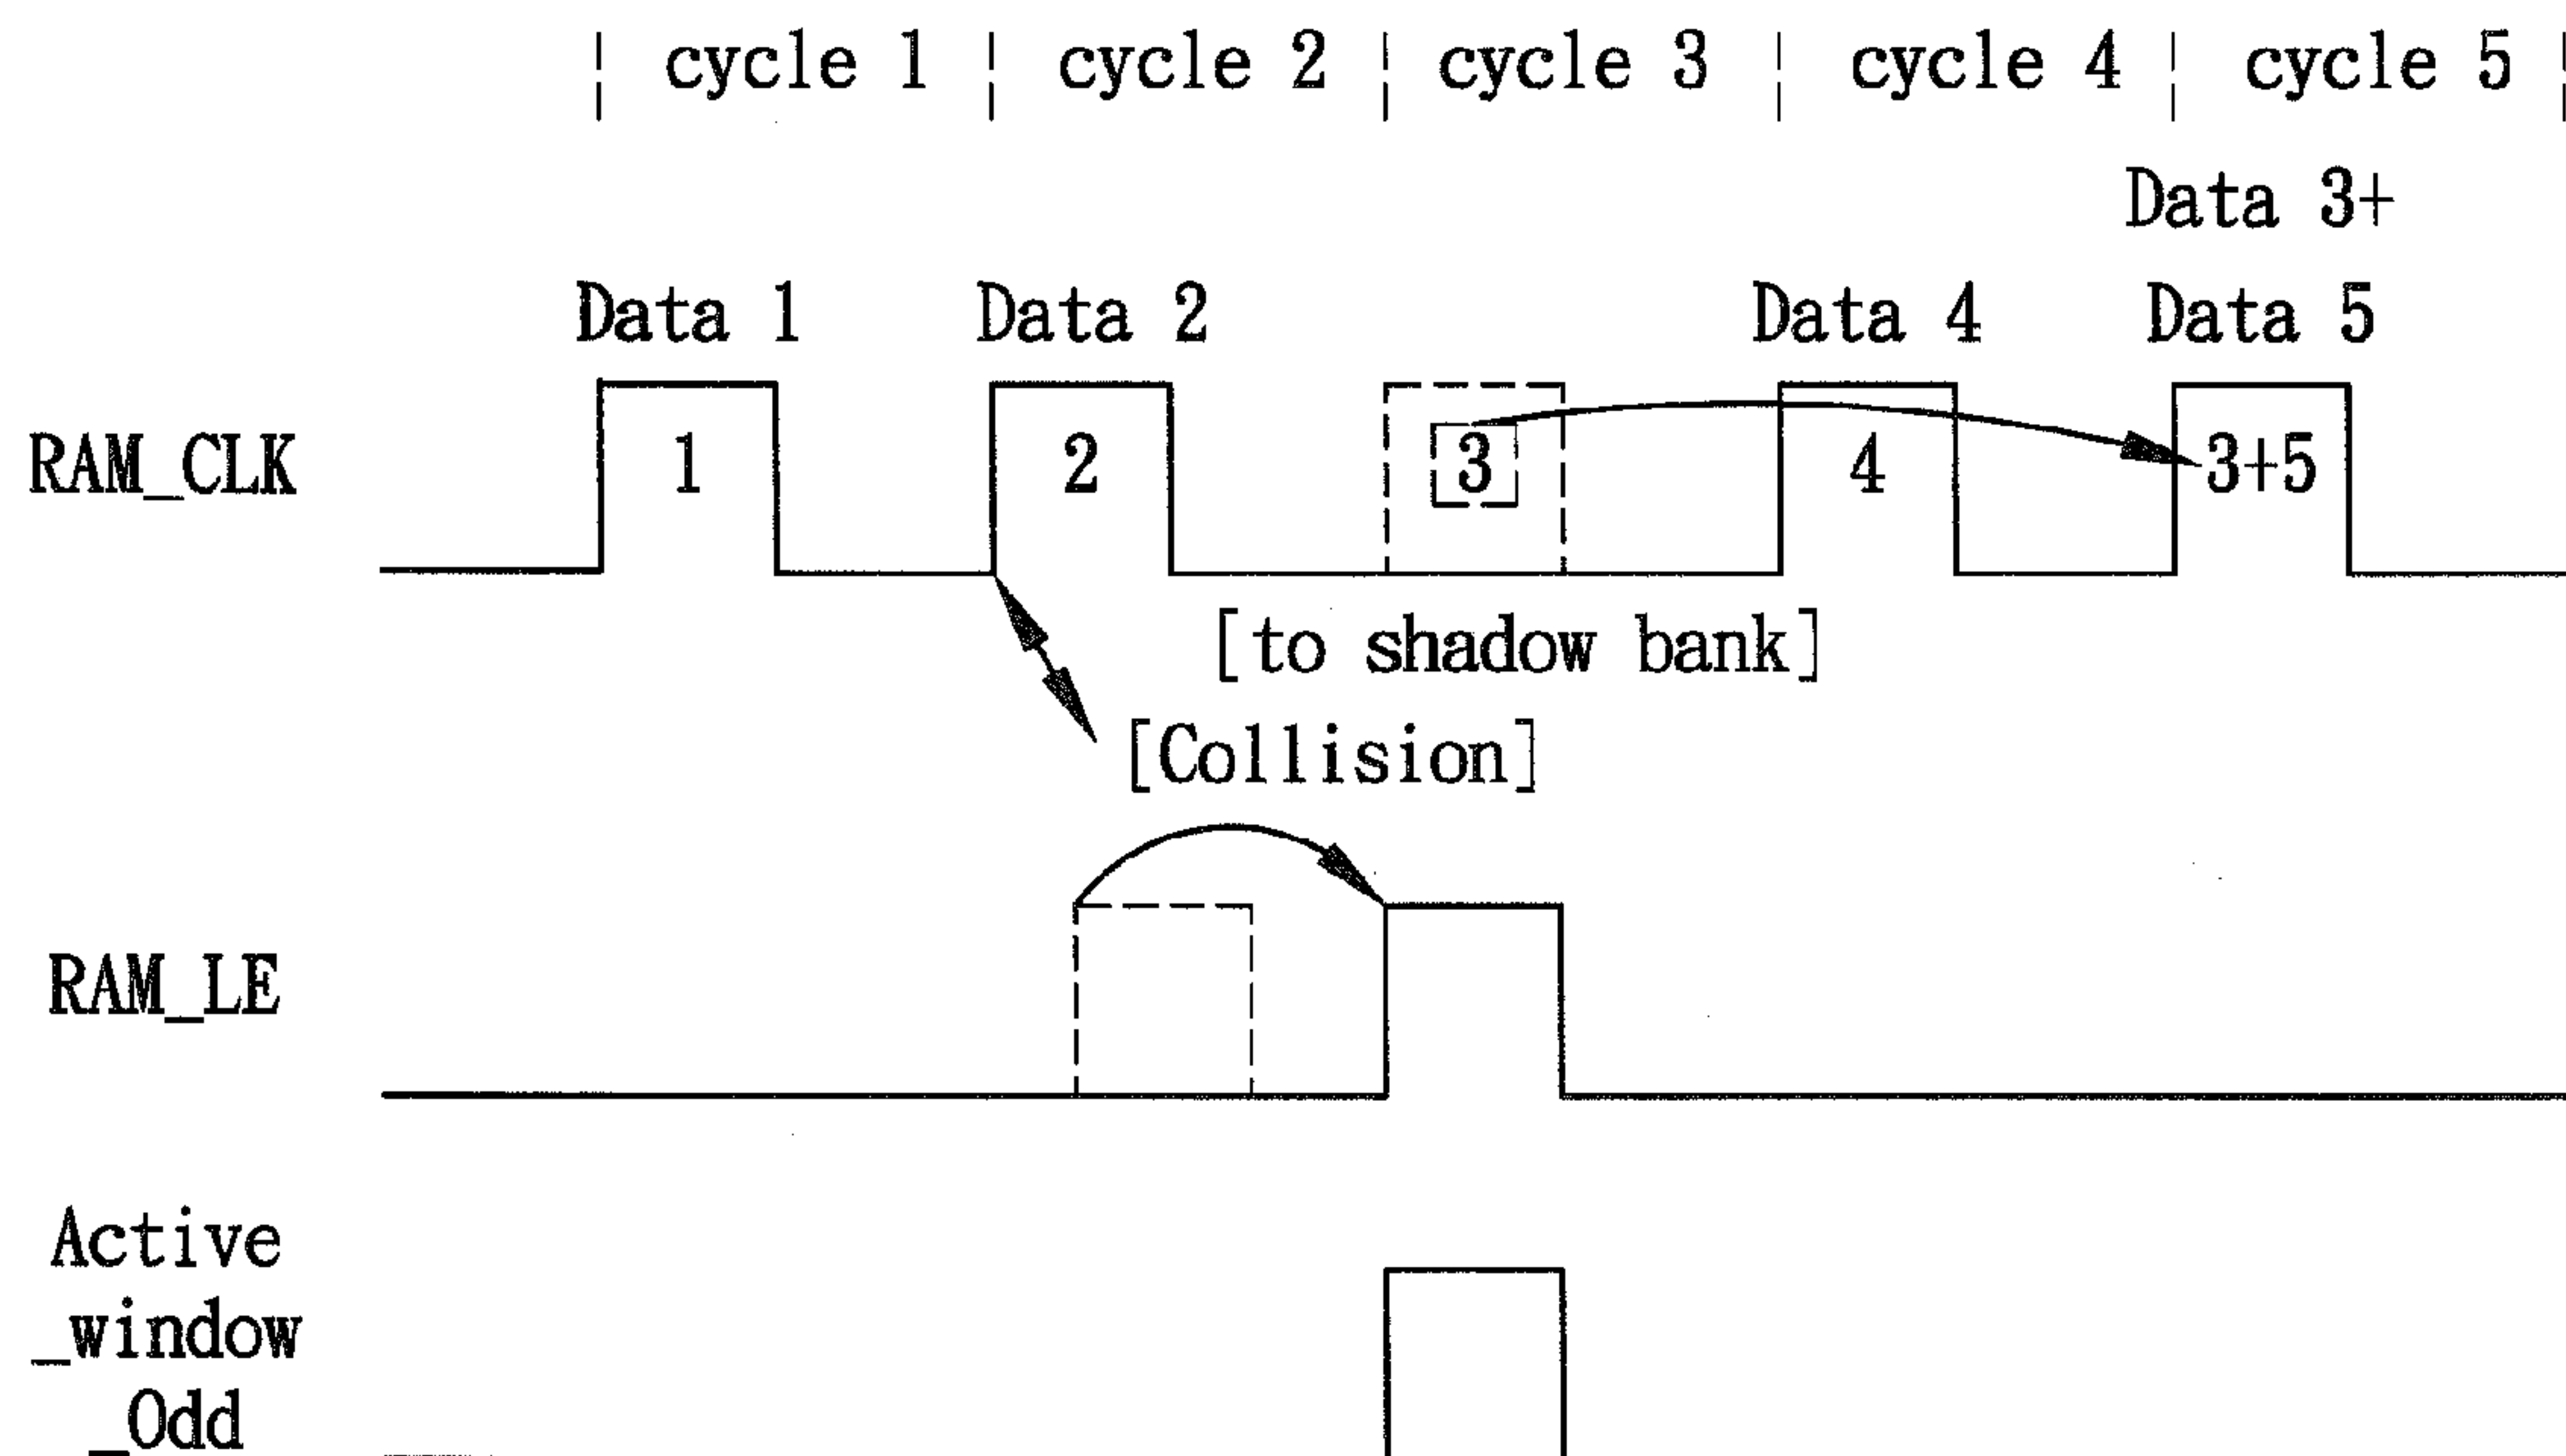 cycle 1 cycle 2 cycle 3 cycle 4 cycle 5
Data 3+
Data 1 Data 2 Data 4 Data 5
RAM_CLK 1 2 3 4 3+5
[to shadow bank]
[Collision]
RAM_LE
Active
_window
_Odd